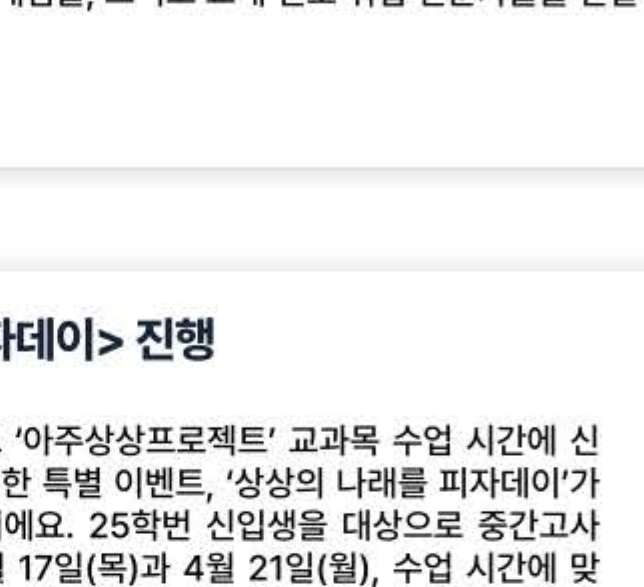 자데이> 진행
‘아주상상프로젝트’ 교과목 수업 시간에 신
한 특별 이벤트, ‘상상의 나래를 피자데이’가
에요. 25학번 신입생을 대상으로 중간고사
17일(목)과 4월 21일(월), 수업 시간에 맞